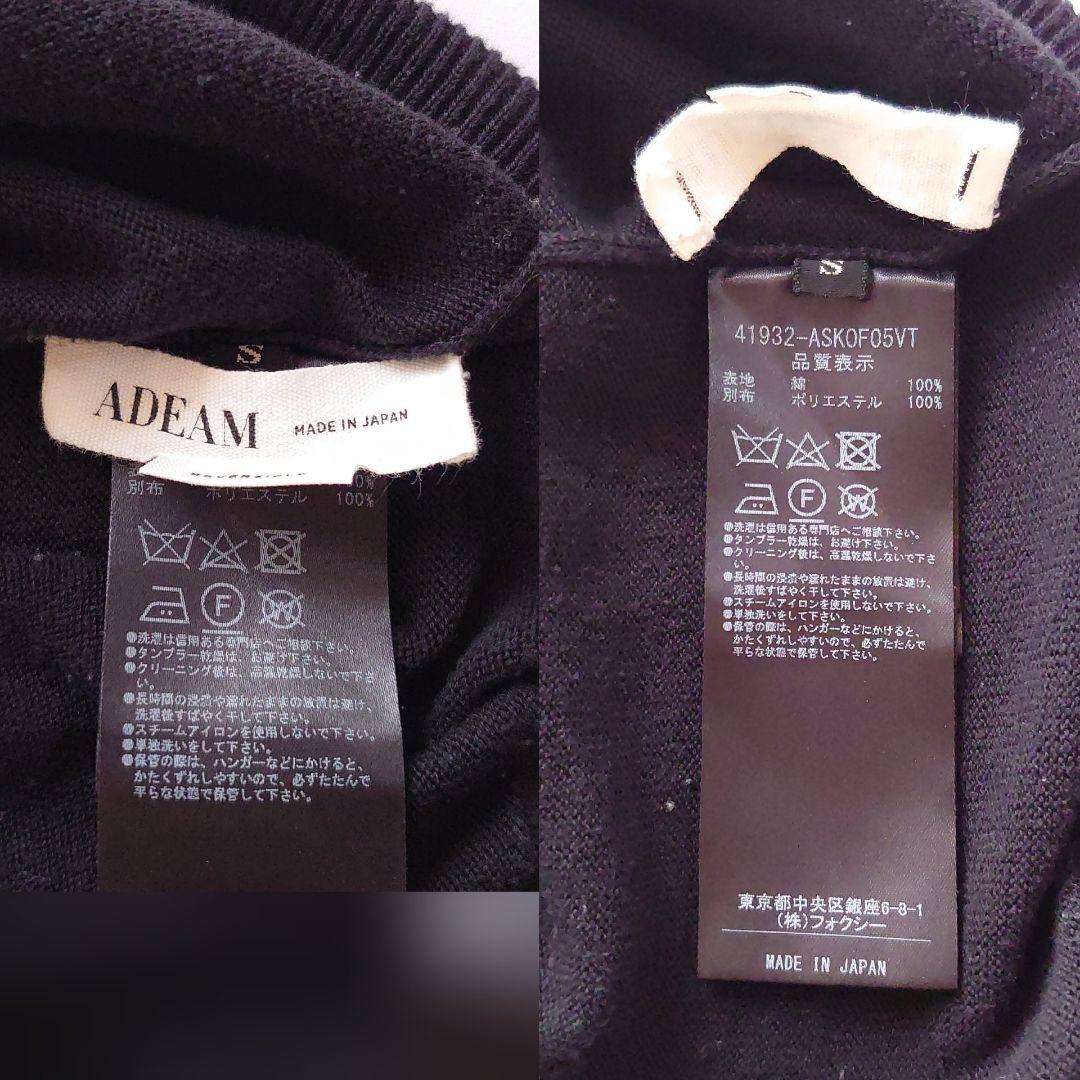 S
ADEAM
MADE IN JAPAN
別布 ポリエステル 100%
F
W
●洗濯は信用ある専門店へご相談下さい。
●タンブラー乾燥は、お避け下さい。
●クリーニング後は、高温乾燥しないで下さ
い。
●長時間の浸漬や濡れたままの放置は避け、
洗濯後すばやく干して下さい。
●スチームアイロンを使用しないで下さい。
●単独洗いをして下さい。
●保管の際は、ハンガーなどにかけると、
かたくずれしやすいので、必ずたたんで
平らな状態で保管して下さい。
S
41932-ASKOF05VT
品質表示
表地 綿 100%
別布 ポリエステル 100%
F
W
●洗濯は信用ある専門店へご相談下さい。
●タンブラー乾燥は、お避け下さい。
●クリーニング後は、高温乾燥しないで下さ
い。
●長時間の浸漬や濡れたままの放置は避け、
洗濯後すばやく干して下さい。
●スチームアイロンを使用しないで下さい。
●単独洗いをして下さい。
●保管の際は、ハンガーなどにかけると、
かたくずれしやすいので、必ずたたんで
平らな状態で保管して下さい。
東京都中央区銀座6-8-1
(株)フォクシー
MADE IN JAPAN